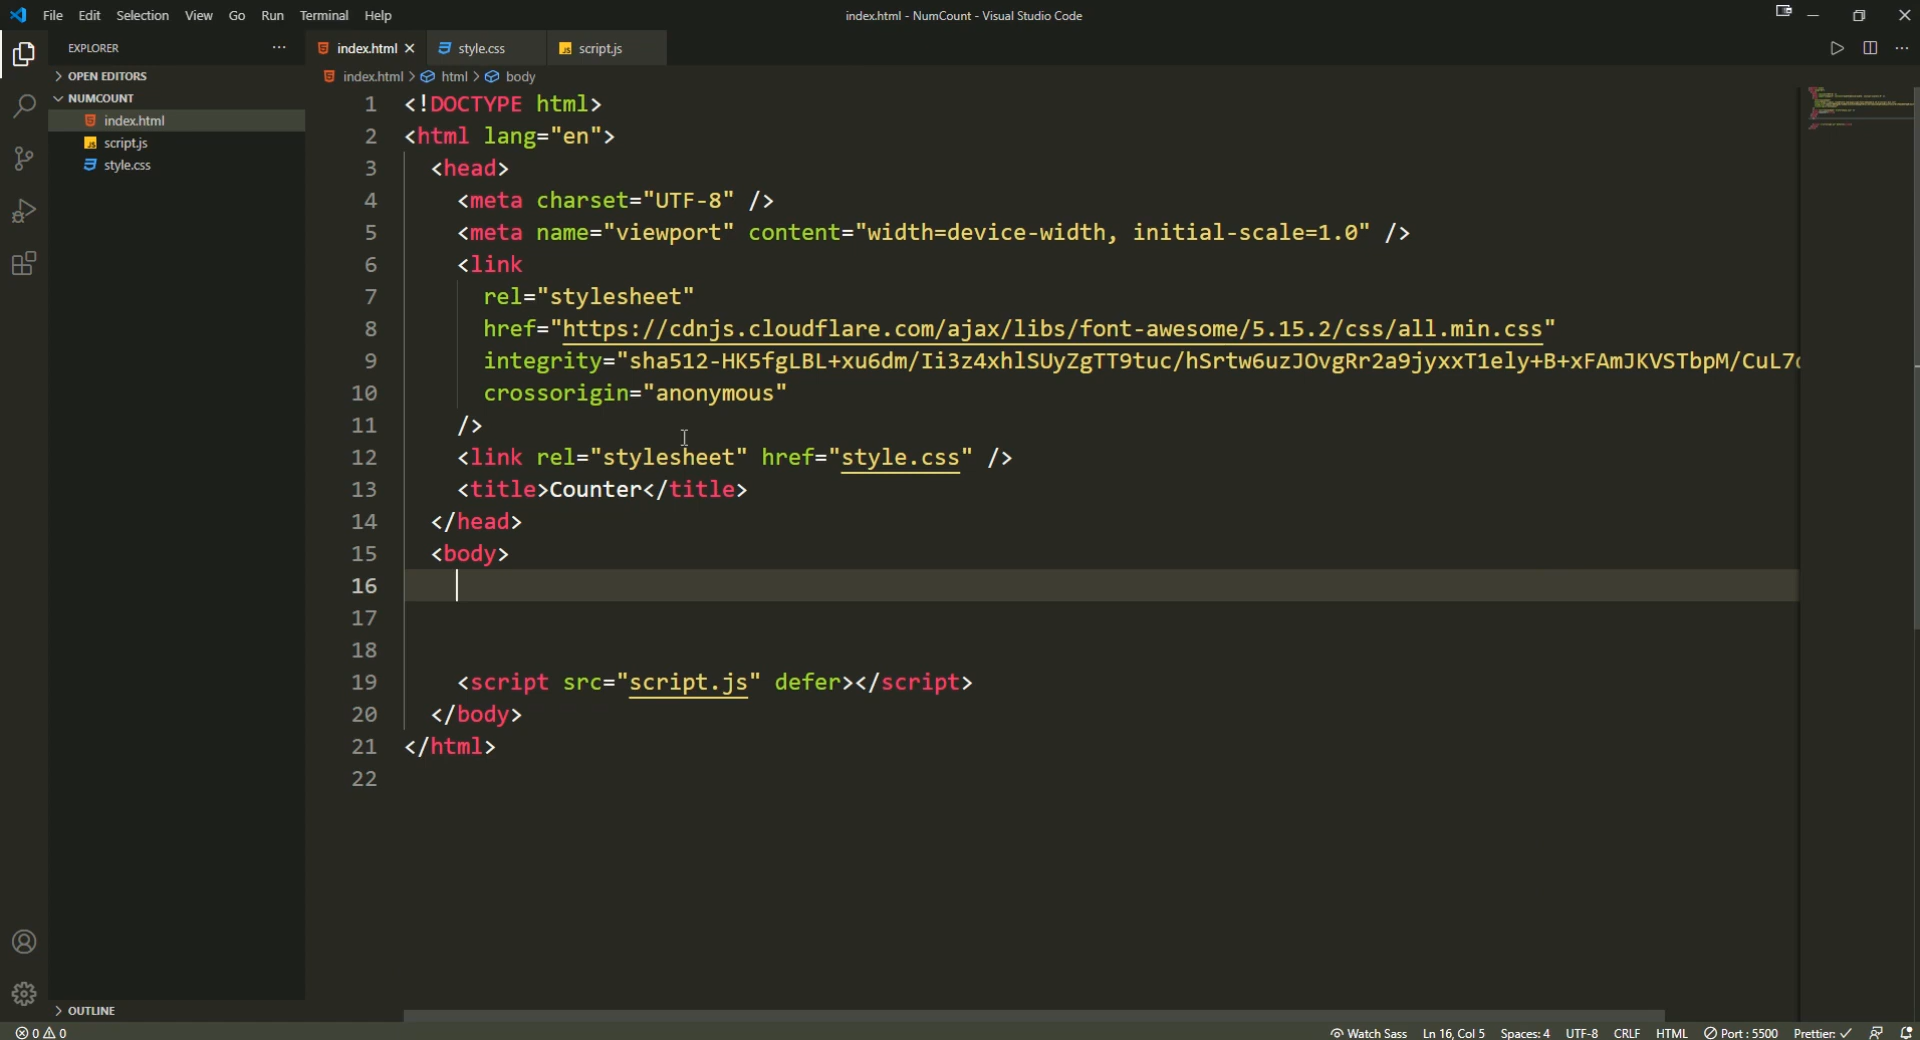 File Edit Selection View Go Run Terminal Help
index.html - NumCount - Visual Studio Code
EXPLORER
OPEN EDITORS
NUMCOUNT
index.html
script.js
style.css
OUTLINE
index.html style.css script.js
index.html > html > body
1 <!DOCTYPE html>
2 <html lang="en">
3 <head>
4 <meta charset="UTF-8" />
5 <meta name="viewport" content="width=device-width, initial-scale=1.0" />
6 <link
7 rel="stylesheet"
8 href="https://cdnjs.cloudflare.com/ajax/libs/font-awesome/5.15.2/css/all.min.css"
9 integrity="sha512-HK5fgLBL+xu6dm/Ii3z4xhlSUyZgTT9tuc/hSrtw6uzJOvgRr2a9jyxxT1ely+B+xFAmJKVSTbpM/CuL7
10 crossorigin="anonymous"
11 />
12 <link rel="stylesheet" href="style.css" />
13 <title>Counter</title>
14 </head>
15 <body>
16
17
18
19 <script src="script.js" defer></script>
20 </body>
21 </html>
22
0 0
Watch Sass Ln 16, Col 5 Spaces: 4 UTF-8 CRLF HTML Port : 5500 Prettier: ✓